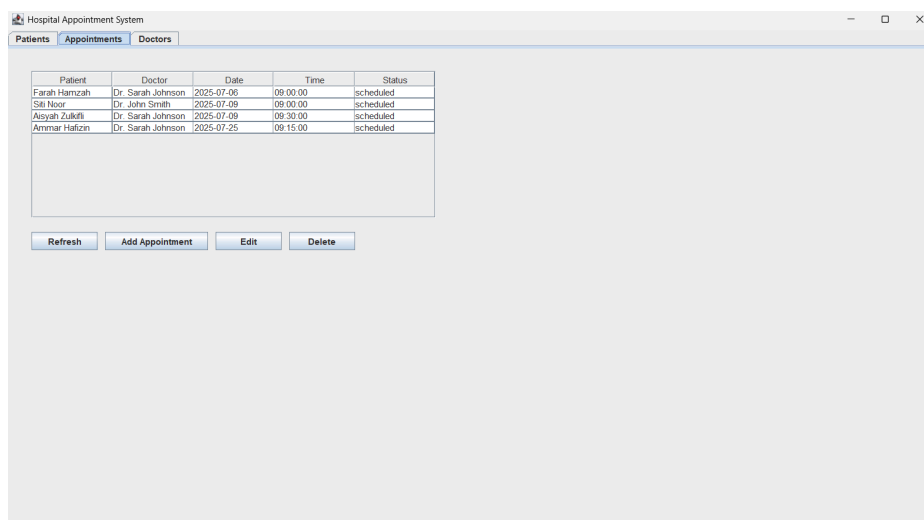 Hospital Appointment System
Patients Appointments Doctors
Patient Doctor Date Time Status
Farah Hamzah Dr. Sarah Johnson 2025-07-06 09:00:00 scheduled
Siti Noor Dr. John Smith 2025-07-09 09:00:00 scheduled
Aisyah Zulkifli Dr. Sarah Johnson 2025-07-09 09:30:00 scheduled
Ammar Hafizin Dr. Sarah Johnson 2025-07-25 09:15:00 scheduled
Refresh Add Appointment Edit Delete